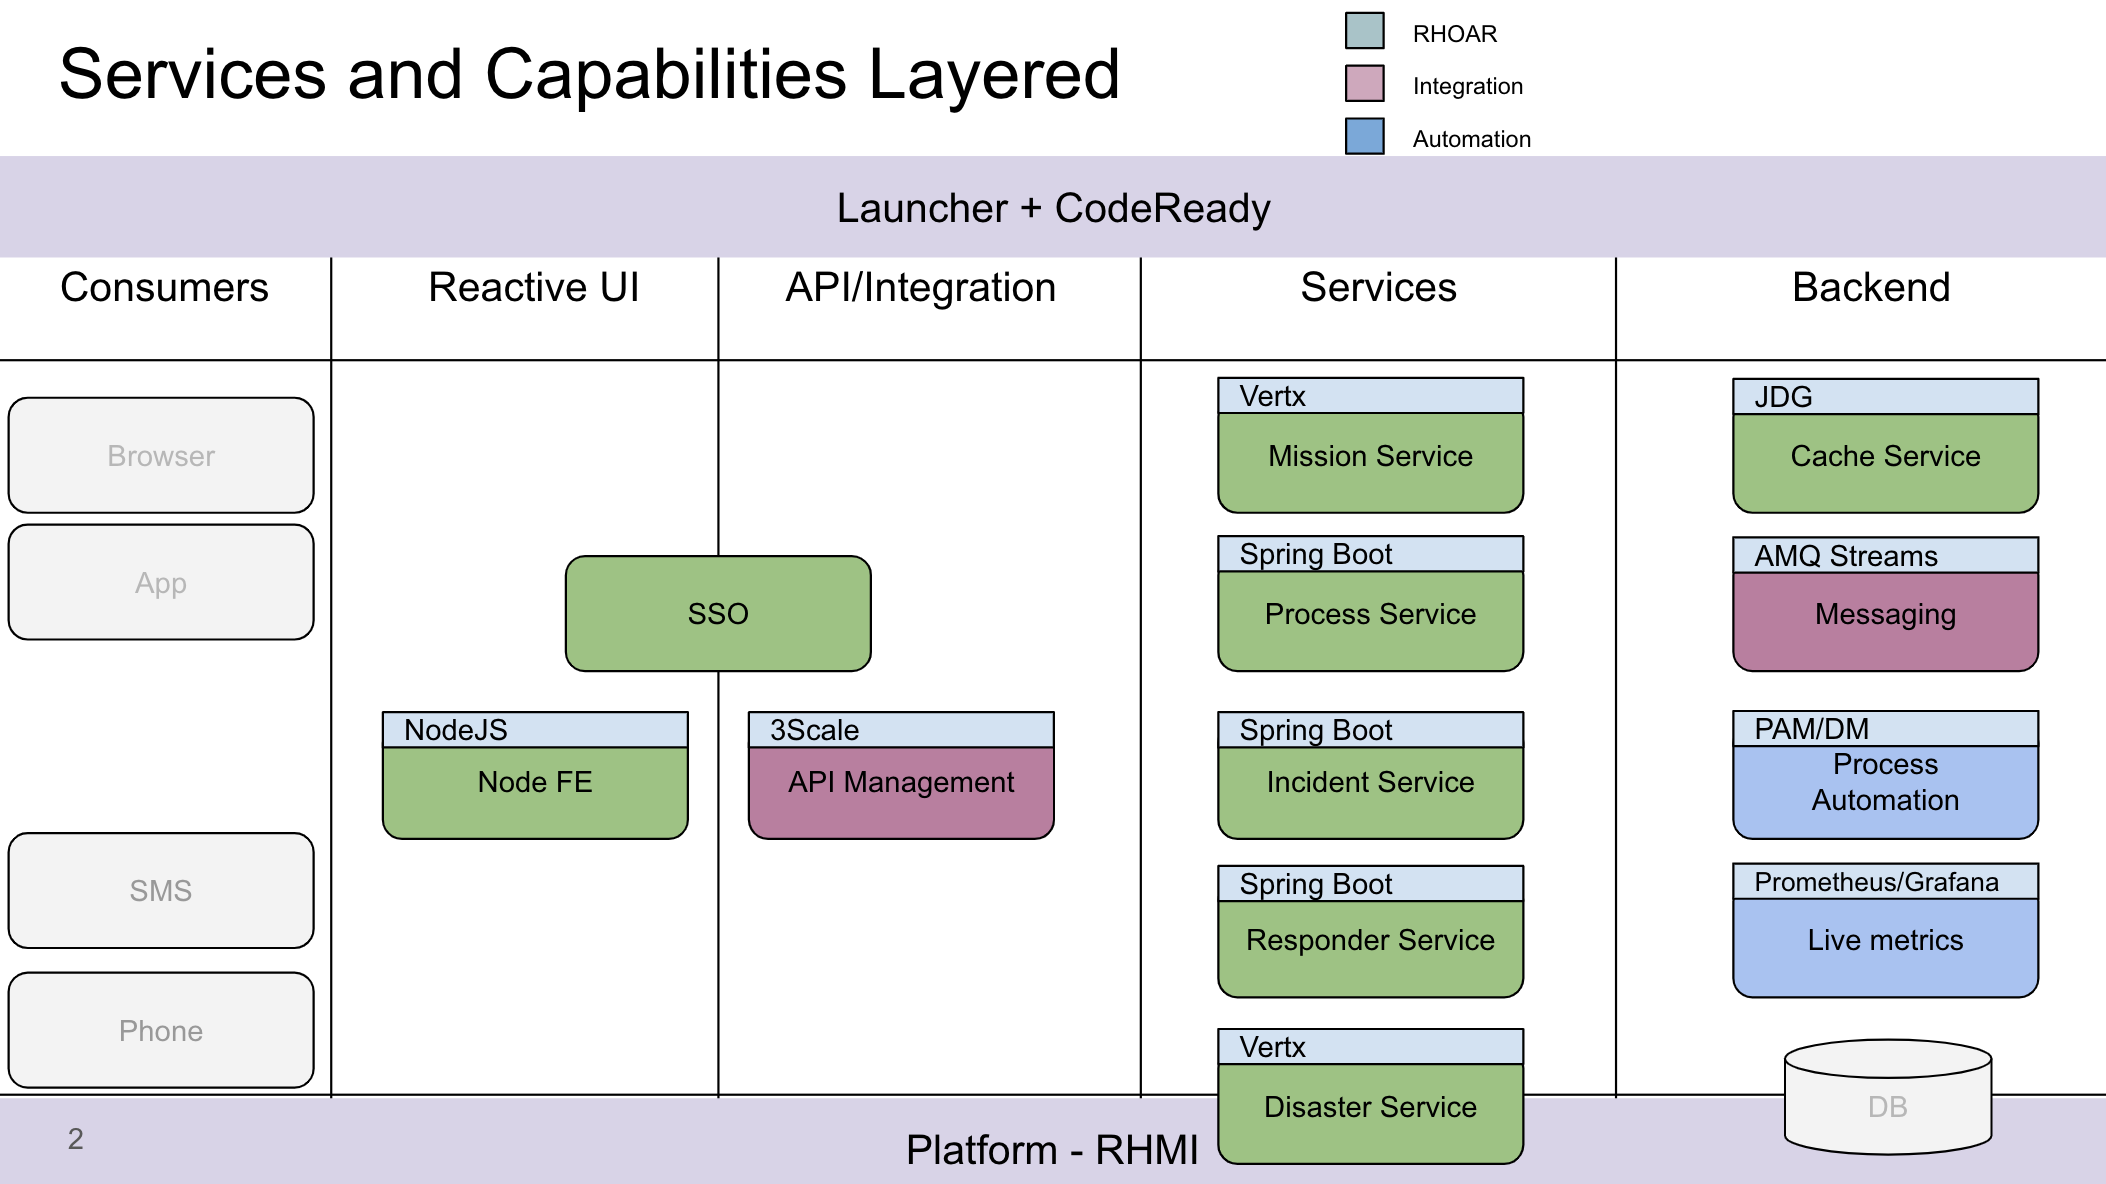 Services and Capabilities Layered
RHOAR
Integration
Automation
Launcher + CodeReady
Consumers
Reactive UI
API/Integration
Services
Backend
Browser
App
SMS
Phone
SSO
NodeJS
Node FE
3Scale
API Management
Vertx
Mission Service
Spring Boot
Process Service
Spring Boot
Incident Service
Spring Boot
Responder Service
Vertx
Disaster Service
JDG
Cache Service
AMQ Streams
Messaging
PAM/DM
Process
Automation
Prometheus/Grafana
Live metrics
DB
2
Platform - RHMI